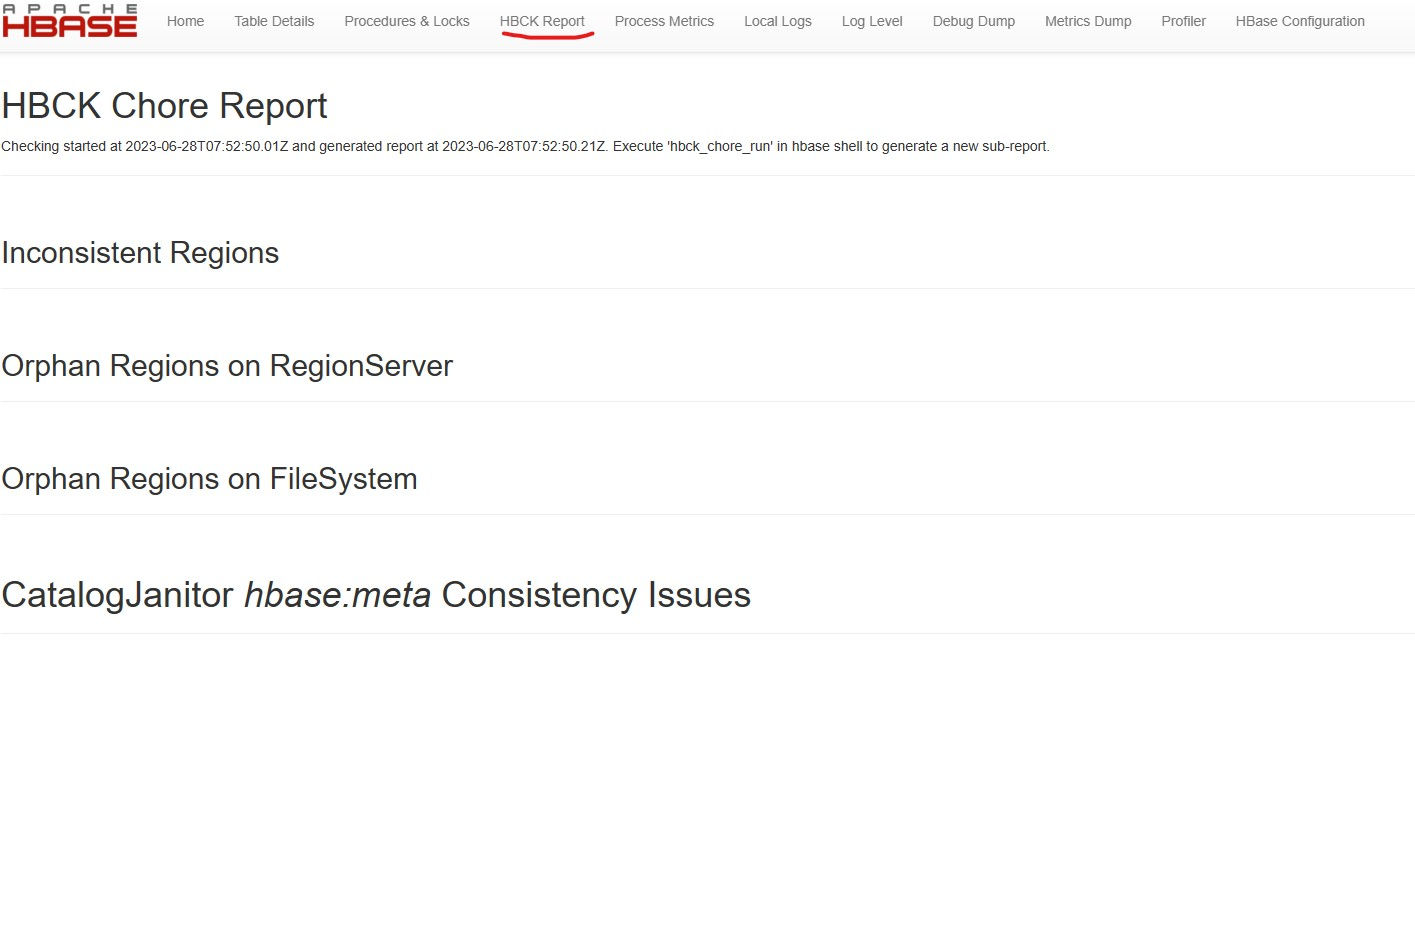 APACHE
HBASE
Home Table Details Procedures & Locks HBCK Report Process Metrics Local Logs Log Level Debug Dump Metrics Dump Profiler HBase Configuration
HBCK Chore Report
Checking started at 2023-06-28T07:52:50.01Z and generated report at 2023-06-28T07:52:50.21Z. Execute 'hbck_chore_run' in hbase shell to generate a new sub-report.
Inconsistent Regions
Orphan Regions on RegionServer
Orphan Regions on FileSystem
CatalogJanitor hbase:meta Consistency Issues